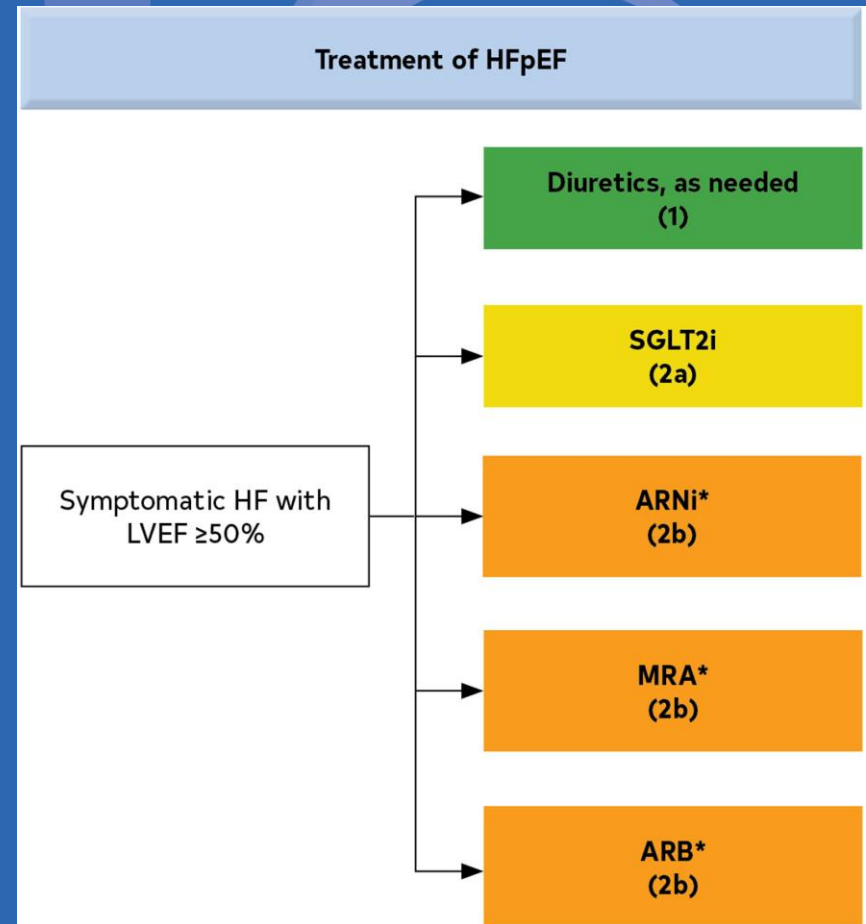 Treatment of HFpEF
Diuretics, as needed
(1)
SGLT2i
(2a)
Symptomatic HF with
LVEF ≥50%
ARNi*
(2b)
MRA*
(2b)
ARB*
(2b)